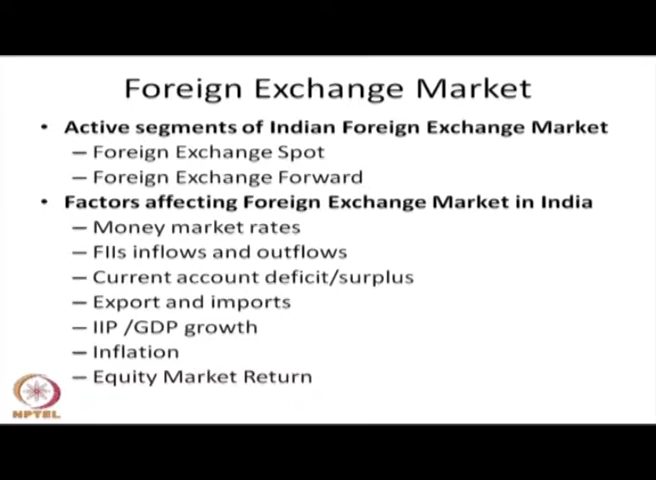 Foreign Exchange Market
• Active segments of Indian Foreign Exchange Market
– Foreign Exchange Spot
– Foreign Exchange Forward
• Factors affecting Foreign Exchange Market in India
– Money market rates
– FIIs inflows and outflows
– Current account deficit/surplus
– Export and imports
– IIP /GDP growth
– Inflation
– Equity Market Return
NPTEL